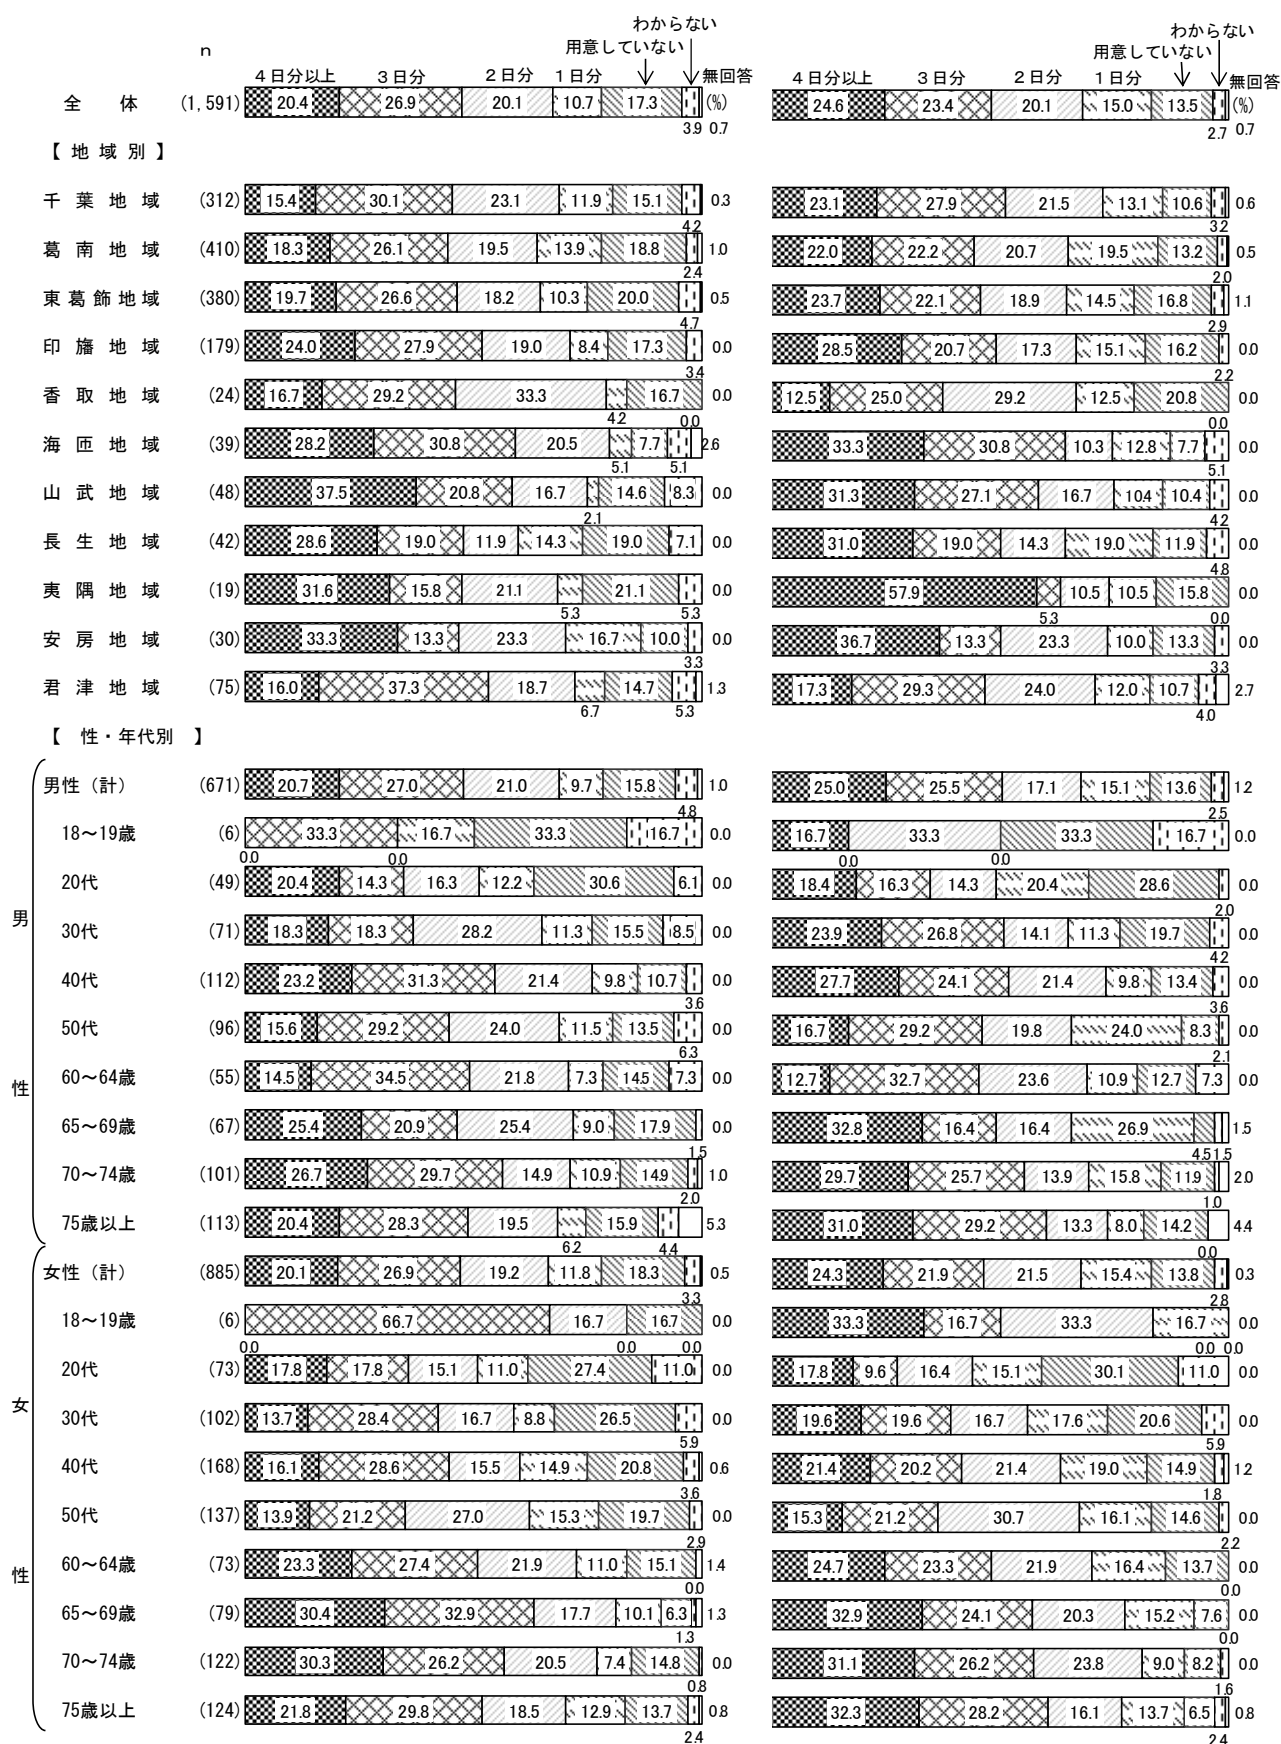 わからない わからない
n 用意していない 用意していない
4日分以上 3日分 2日分 1日分 無回答 4日分以上 3日分 2日分 1日分 無回答
全体 (1,591) 20.4 26.9 20.1 10.7 17.3 (%) 24.6 23.4 20.1 15.0 13.5 (%)
3.9 0.7 2.7 0.7
【地域別】
千葉地域 (312) 15.4 30.1 23.1 11.9 15.1 0.3 23.1 27.9 21.5 13.1 10.6 0.6
4.2 3.2
葛南地域 (410) 18.3 26.1 19.5 13.9 18.8 1.0 22.0 22.2 20.7 19.5 13.2 0.5
2.4 2.0
東葛飾地域 (380) 19.7 26.6 18.2 10.3 20.0 0.5 23.7 22.1 18.9 14.5 16.8 1.1
4.7 2.9
印旛地域 (179) 24.0 27.9 19.0 8.4 17.3 0.0 28.5 20.7 17.3 15.1 16.2 0.0
3.4 2.2
香取地域 (24) 16.7 29.2 33.3 16.7 0.0 12.5 25.0 29.2 12.5 20.8 0.0
4.2 0.0 0.0
海匝地域 (39) 28.2 30.8 20.5 7.7 2.6 33.3 30.8 10.3 12.8 7.7 0.0
5.1 5.1 5.1
山武地域 (48) 37.5 20.8 16.7 14.6 8.3 0.0 31.3 27.1 16.7 10.4 10.4 0.0
2.1 4.2
長生地域 (42) 28.6 19.0 11.9 14.3 19.0 7.1 0.0 31.0 19.0 14.3 19.0 11.9 0.0
4.8
夷隅地域 (19) 31.6 15.8 21.1 21.1 0.0 57.9 10.5 10.5 15.8 0.0
5.3 5.3 5.3 0.0
安房地域 (30) 33.3 13.3 23.3 16.7 10.0 0.0 36.7 13.3 23.3 10.0 13.3 0.0
3.3 3.3
君津地域 (75) 16.0 37.3 18.7 14.7 1.3 17.3 29.3 24.0 12.0 10.7 2.7
6.7 5.3 4.0
【 性・年代別 】
男性（計） (671) 20.7 27.0 21.0 9.7 15.8 1.0 25.0 25.5 17.1 15.1 13.6 1.2
4.8 2.5
18～19歳 (6) 33.3 16.7 33.3 16.7 0.0 16.7 33.3 33.3 16.7 0.0
0.0 0.0 0.0 0.0
20代 (49) 20.4 14.3 16.3 12.2 30.6 6.1 0.0 18.4 16.3 14.3 20.4 28.6 0.0
2.0
男
30代 (71) 18.3 18.3 28.2 11.3 15.5 8.5 0.0 23.9 26.8 14.1 11.3 19.7 0.0
4.2
40代 (112) 23.2 31.3 21.4 9.8 10.7 0.0 27.7 24.1 21.4 9.8 13.4 0.0
3.6 3.6
50代 (96) 15.6 29.2 24.0 11.5 13.5 0.0 16.7 29.2 19.8 24.0 8.3 0.0
6.3 2.1
性
60～64歳 (55) 14.5 34.5 21.8 7.3 14.5 7.3 0.0 12.7 32.7 23.6 10.9 12.7 7.3 0.0
65～69歳 (67) 25.4 20.9 25.4 9.0 17.9 0.0 32.8 16.4 16.4 26.9 1.5
1.5 4.5 1.5
70～74歳 (101) 26.7 29.7 14.9 10.9 14.9 1.0 29.7 25.7 13.9 15.8 11.9 2.0
2.0 1.0
75歳以上 (113) 20.4 28.3 19.5 15.9 5.3 31.0 29.2 13.3 8.0 14.2 4.4
6.2 4.4 0.0
女性（計） (885) 20.1 26.9 19.2 11.8 18.3 0.5 24.3 21.9 21.5 15.4 13.8 0.3
3.3 2.8
18～19歳 (6) 66.7 16.7 16.7 0.0 33.3 16.7 33.3 16.7 0.0
0.0 0.0 0.0 0.0 0.0
20代 (73) 17.8 17.8 15.1 11.0 27.4 11.0 0.0 17.8 9.6 16.4 15.1 30.1 11.0 0.0
女
30代 (102) 13.7 28.4 16.7 8.8 26.5 0.0 19.6 19.6 16.7 17.6 20.6 0.0
5.9 5.9
40代 (168) 16.1 28.6 15.5 14.9 20.8 0.6 21.4 20.2 21.4 19.0 14.9 1.2
3.6 1.8
50代 (137) 13.9 21.2 27.0 15.3 19.7 0.0 15.3 21.2 30.7 16.1 14.6 0.0
2.9 2.2
性
60～64歳 (73) 23.3 27.4 21.9 11.0 15.1 1.4 24.7 23.3 21.9 16.4 13.7 0.0
0.0 0.0
65～69歳 (79) 30.4 32.9 17.7 10.1 6.3 1.3 32.9 24.1 20.3 15.2 7.6 0.0
1.3 0.0
70～74歳 (122) 30.3 26.2 20.5 7.4 14.8 0.0 31.1 26.2 23.8 9.0 8.2 0.0
0.8 1.6
75歳以上 (124) 21.8 29.8 18.5 12.9 13.7 0.8 32.3 28.2 16.1 13.7 6.5 0.8
2.4 2.4